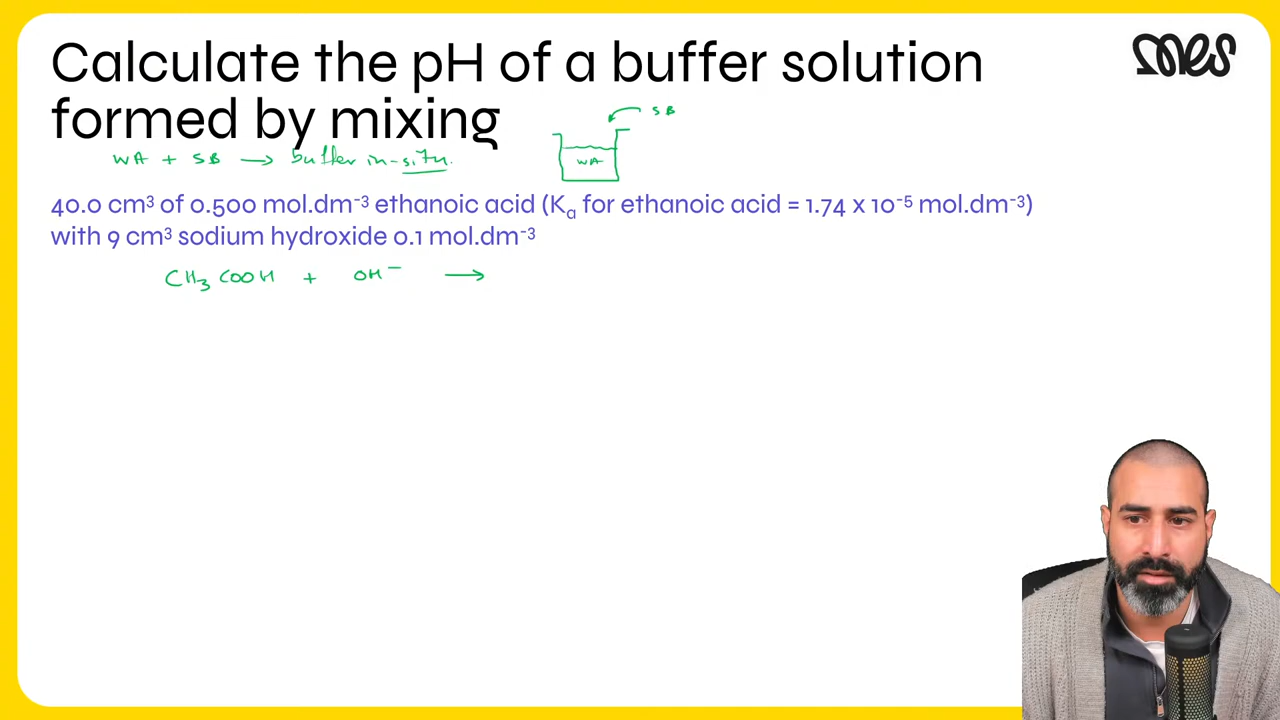 Calculate the pH of a buffer solution
formed by mixing
SB
WA + SB → buffer in-situ.
WA
40.0 cm³ of 0.500 mol.dm⁻³ ethanoic acid (Kₐ for ethanoic acid = 1.74 x 10⁻⁵ mol.dm⁻³)
with 9 cm³ sodium hydroxide 0.1 mol.dm⁻³
CH₃COOH + OH⁻ →